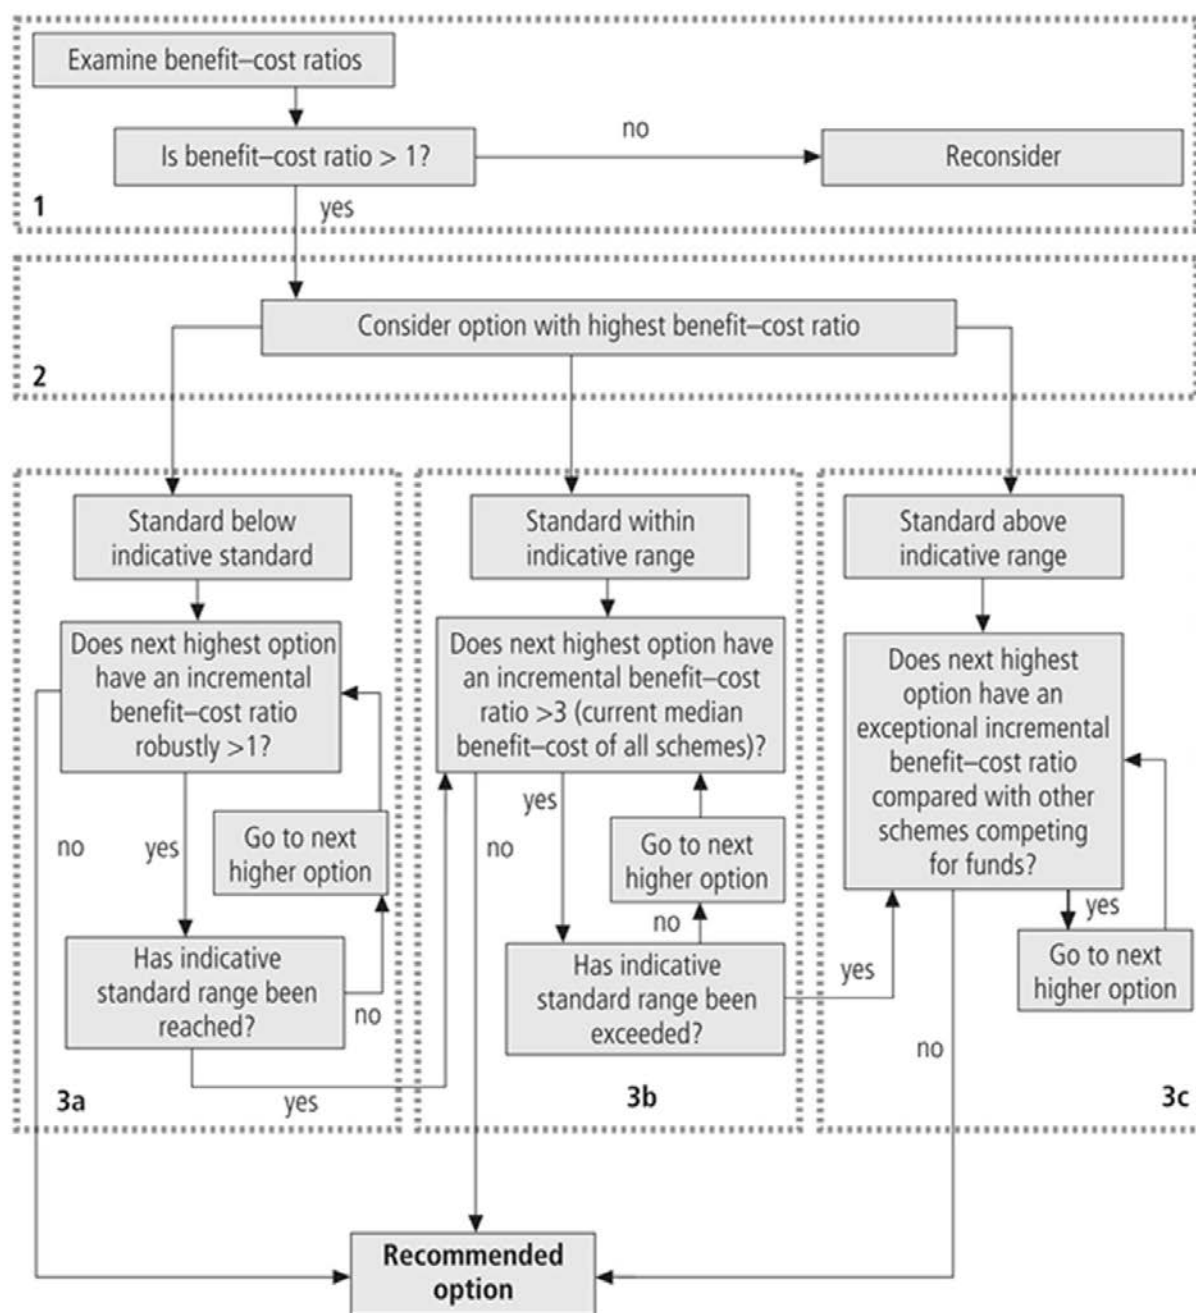 Examine benefit–cost ratios
Is benefit–cost ratio > 1?
no
Reconsider
1
yes
Consider option with highest benefit–cost ratio
2
Standard below
indicative standard
Does next highest option
have an incremental
benefit–cost ratio
robustly >1?
no
yes
Go to next
higher option
Has indicative
standard range been
reached?
no
yes
3a
Standard within
indicative range
Does next highest option have
an incremental benefit–cost
ratio >3 (current median
benefit–cost of all schemes)?
yes
no
Go to next
higher option
no
Has indicative
standard range been
exceeded?
yes
3b
Standard above
indicative range
Does next highest
option have an
exceptional incremental
benefit–cost ratio
compared with other
schemes competing
for funds?
yes
Go to next
higher option
no
3c
Recommended
option